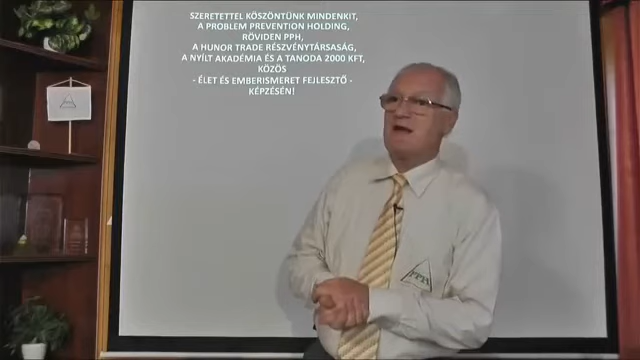 SZERETETTEL KÖSZÖNTÜNK MINDENKIT,
A PROBLEM PREVENTION HOLDING,
RÖVIDEN PPH,
A HUNOR TRADE RÉSZVÉNYTÁRSASÁG,
A NYÍLT AKADÉMIA ÉS A TANODA 2000 KFT,
KÖZÖS
- ÉLET ÉS EMBERISMERET FEJLESZTŐ -
KÉPZÉSÉN!
PPH